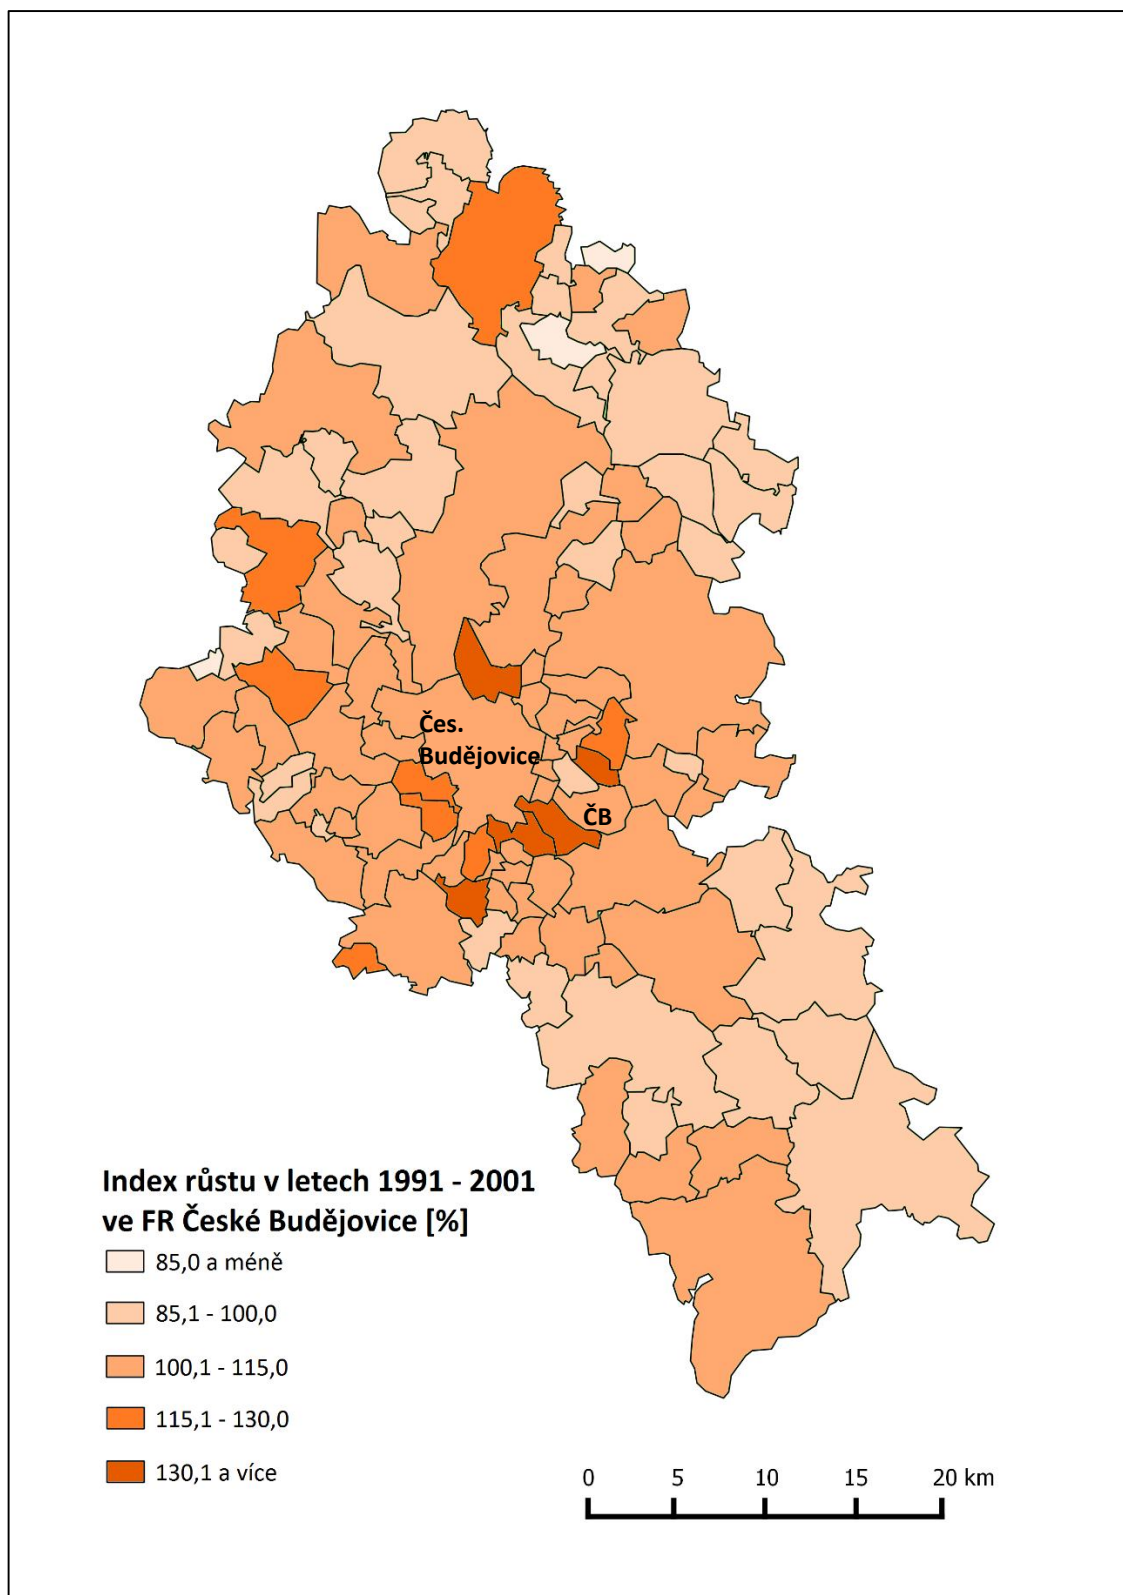 Čes.
Budějovice
ČB
Index růstu v letech 1991 - 2001
ve FR České Budějovice [%]
85,0 a méně
85,1 - 100,0
100,1 - 115,0
115,1 - 130,0
130,1 a více
0 5 10 15 20 km